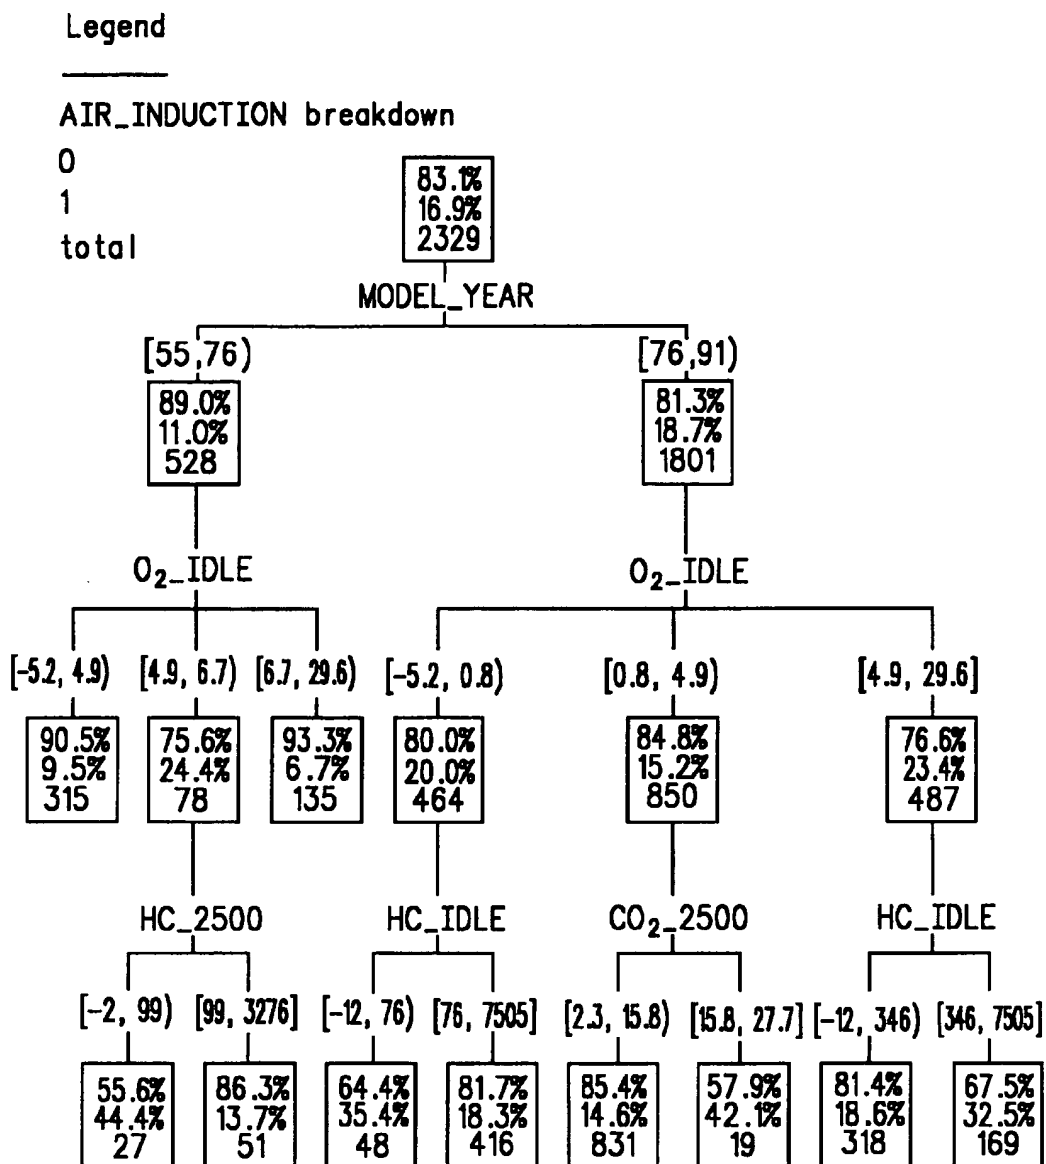 Legend
AIR_INDUCTION breakdown
0
1
total
83.1%
16.9%
2329
MODEL_YEAR
[55,76) [76,91)
89.0% 81.3%
11.0% 18.7%
528 1801
O₂_IDLE O₂_IDLE
[-5.2, 4.9) [4.9, 6.7) [6.7, 29.6) [-5.2, 0.8) [0.8, 4.9) [4.9, 29.6]
90.5% 75.6% 93.3% 80.0% 84.8% 76.6%
9.5% 24.4% 6.7% 20.0% 15.2% 23.4%
315 78 135 464 850 487
HC_2500 HC_IDLE CO₂_2500 HC_IDLE
[-2, 99) [99, 3276] [-12, 76) [76, 7505] [2.3, 15.8) [15.8, 27.7] [-12, 346) [346, 7505]
55.6% 86.3% 64.4% 81.7% 85.4% 57.9% 81.4% 67.5%
44.4% 13.7% 35.4% 18.3% 14.6% 42.1% 18.6% 32.5%
27 51 48 416 831 19 318 169